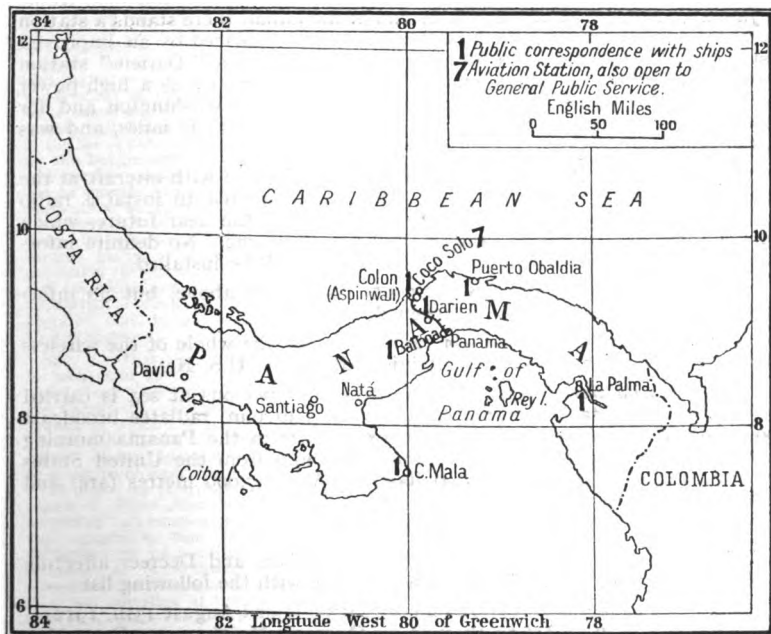 84
82
80
78
12
1 Public correspondence with ships
7 Aviation Station, also open to
General Public Service.
English Miles
0 50 100
CARIBBEAN SEA
10
10
COSTA RICA
Coco Solo 7
Colon
(Aspinwall)
1
1
Puerto Obaldia
1
Darien
1
Barboa
Panama
PANAMA
David
Santiago
Natá
Gulf of
Panama
Rey I.
La Palma
1
8
8
Coiba I.
1
C. Mala
COLOMBIA
6
84
82
Longitude West
80
of Greenwich
78